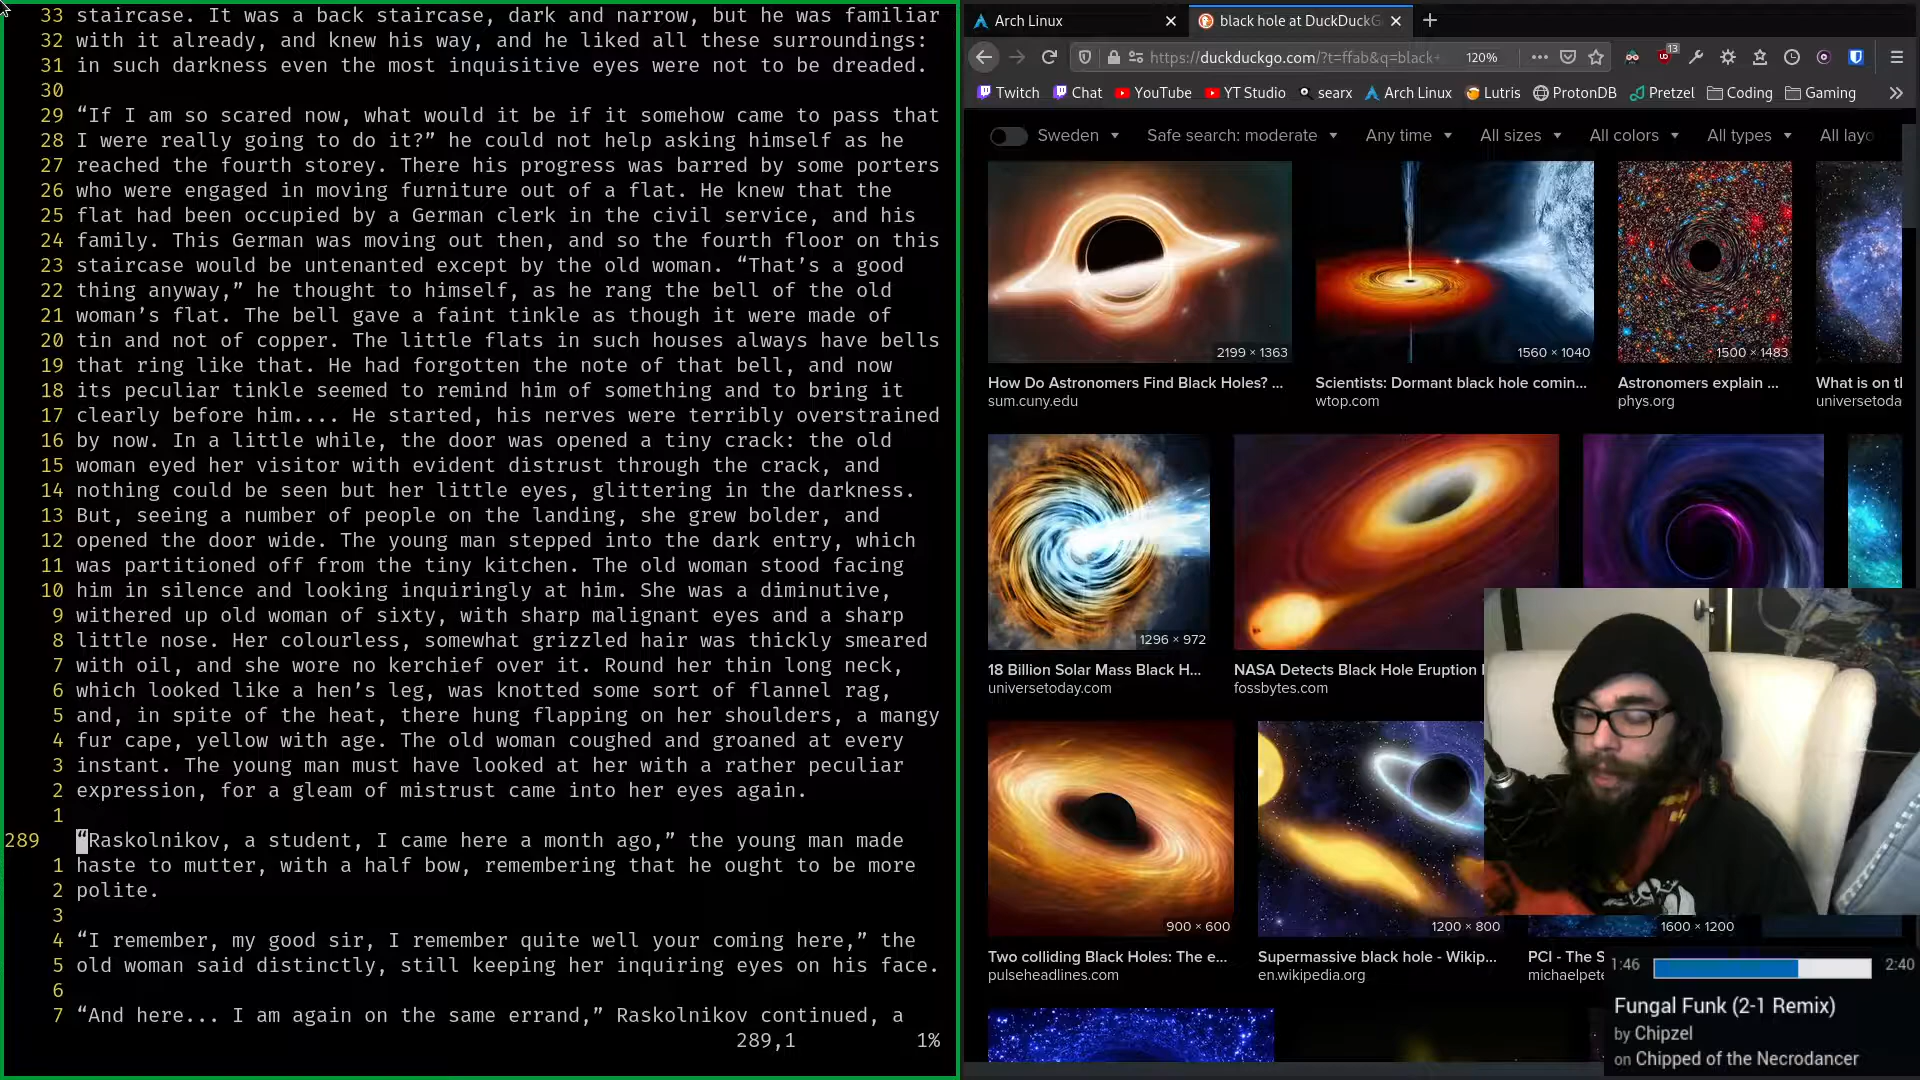 33 staircase. It was a back staircase, dark and narrow, but he was familiar
32 with it already, and knew his way, and he liked all these surroundings:
31 in such darkness even the most inquisitive eyes were not to be dreaded.
30
29 “If I am so scared now, what would it be if it somehow came to pass that
28 I were really going to do it?” he could not help asking himself as he
27 reached the fourth storey. There his progress was barred by some porters
26 who were engaged in moving furniture out of a flat. He knew that the
25 flat had been occupied by a German clerk in the civil service, and his
24 family. This German was moving out then, and so the fourth floor on this
23 staircase would be untenanted except by the old woman. “That’s a good
22 thing anyway,” he thought to himself, as he rang the bell of the old
21 woman’s flat. The bell gave a faint tinkle as though it were made of
20 tin and not of copper. The little flats in such houses always have bells
19 that ring like that. He had forgotten the note of that bell, and now
18 its peculiar tinkle seemed to remind him of something and to bring it
17 clearly before him.... He started, his nerves were terribly overstrained
16 by now. In a little while, the door was opened a tiny crack: the old
15 woman eyed her visitor with evident distrust through the crack, and
14 nothing could be seen but her little eyes, glittering in the darkness.
13 But, seeing a number of people on the landing, she grew bolder, and
12 opened the door wide. The young man stepped into the dark entry, which
11 was partitioned off from the tiny kitchen. The old woman stood facing
10 him in silence and looking inquiringly at him. She was a diminutive,
9 withered up old woman of sixty, with sharp malignant eyes and a sharp
8 little nose. Her colourless, somewhat grizzled hair was thickly smeared
7 with oil, and she wore no kerchief over it. Round her thin long neck,
6 which looked like a hen’s leg, was knotted some sort of flannel rag,
5 and, in spite of the heat, there hung flapping on her shoulders, a mangy
4 fur cape, yellow with age. The old woman coughed and groaned at every
3 instant. The young man must have looked at her with a rather peculiar
2 expression, for a gleam of mistrust came into her eyes again.
1
289 “Raskolnikov, a student, I came here a month ago,” the young man made
1 haste to mutter, with a half bow, remembering that he ought to be more
2 polite.
3
4 “I remember, my good sir, I remember quite well your coming here,” the
5 old woman said distinctly, still keeping her inquiring eyes on his face.
6
7 “And here... I am again on the same errand,” Raskolnikov continued, a
289,1 1%
Arch Linux
black hole at DuckDuckG
https://duckduckgo.com/?t=ffab&q=black+
120%
13
Twitch Chat YouTube YT Studio searx Arch Linux Lutris ProtonDB Pretzel Coding Gaming
Sweden Safe search: moderate Any time All sizes All colors All types All layo
2199 × 1363
1560 × 1040
1500 × 1483
How Do Astronomers Find Black Holes? ...
sum.cuny.edu
Scientists: Dormant black hole comin...
wtop.com
Astronomers explain ...
phys.org
What is on th
universetoda
1296 × 972
18 Billion Solar Mass Black H...
universetoday.com
NASA Detects Black Hole Eruption
fossbytes.com
900 × 600
1200 × 800
1600 × 1200
Two colliding Black Holes: The e...
pulseheadlines.com
Supermassive black hole - Wikip...
en.wikipedia.org
PCI - The S
michaelpete
1:46 2:40
Fungal Funk (2-1 Remix)
by Chipzel
on Chipped of the Necrodancer